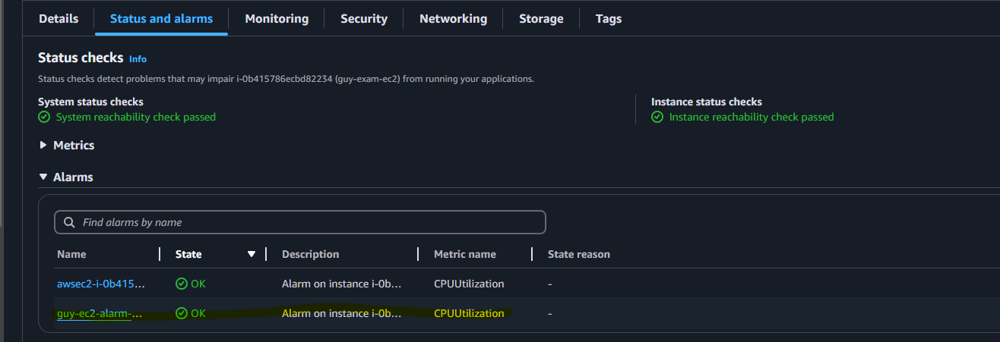 Details Status and alarms Monitoring Security Networking Storage Tags
Status checks Info
Status checks detect problems that may impair i-0b415786ecbd82234 (guy-exam-ec2) from running your applications.
System status checks Instance status checks
System reachability check passed Instance reachability check passed
Metrics
Alarms
Find alarms by name
Name State Description Metric name State reason
awsec2-i-0b415... OK Alarm on instance i-0b... CPUUtilization -
guy-ec2-alarm-... OK Alarm on instance i-0b... CPUUtilization -